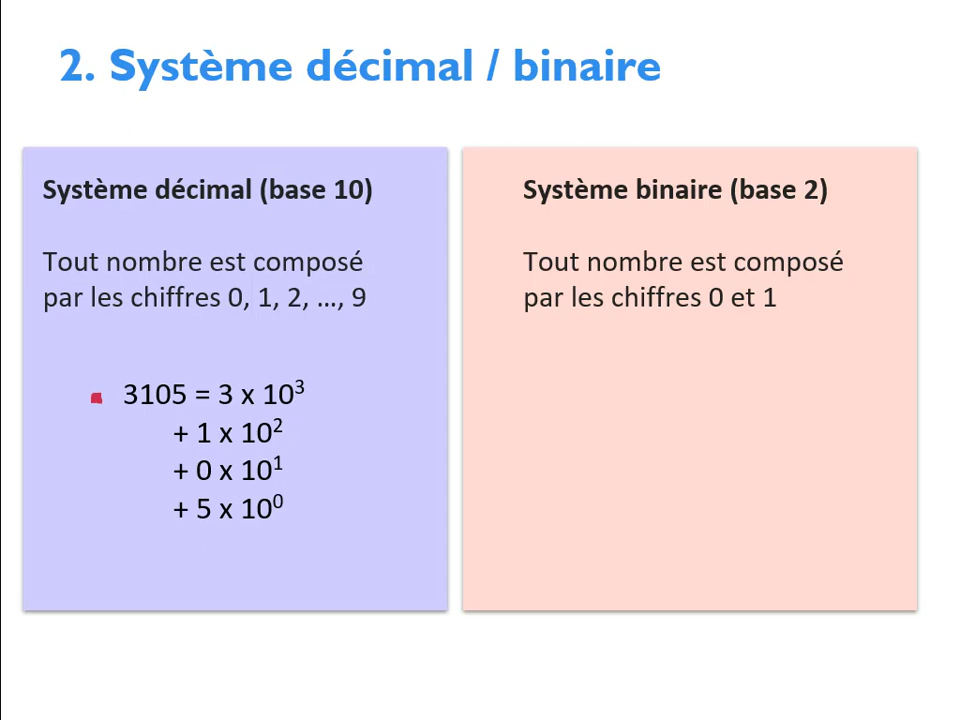 2. Système décimal / binaire
Système décimal (base 10)
Tout nombre est composé
par les chiffres 0, 1, 2, ..., 9
3105 = 3 x 10³
+ 1 x 10²
+ 0 x 10¹
+ 5 x 10⁰
Système binaire (base 2)
Tout nombre est composé
par les chiffres 0 et 1